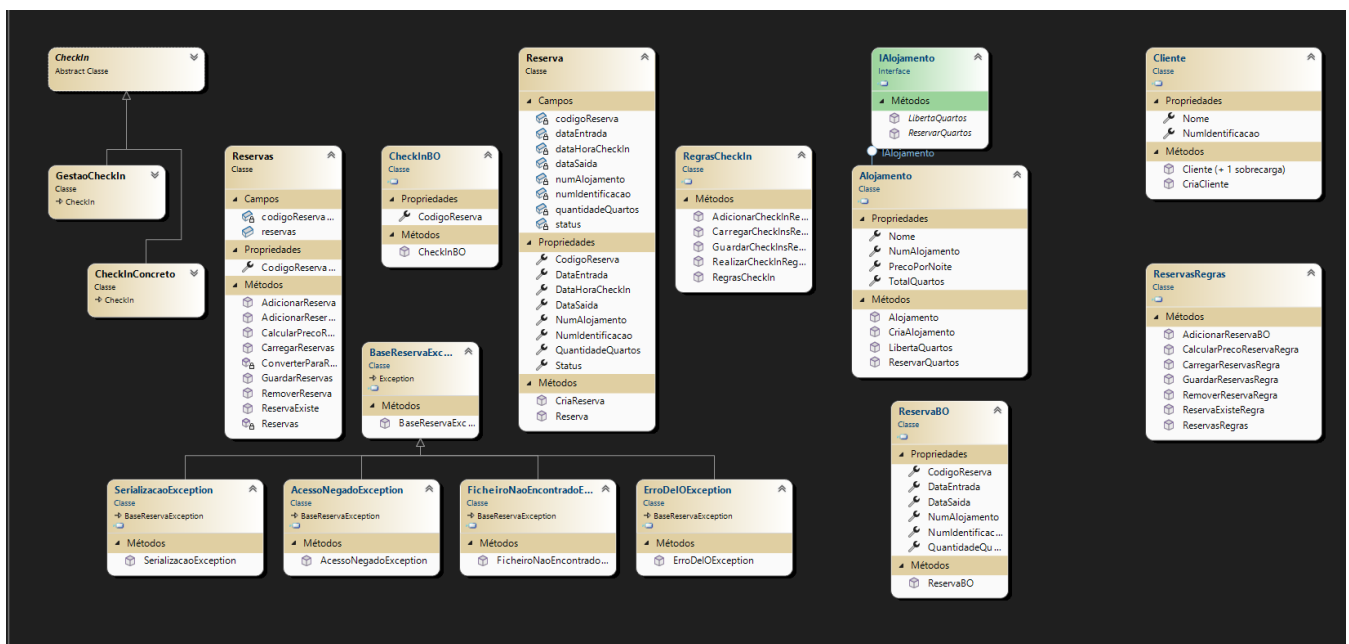 CheckIn
Abstract Classe
GestaoCheckIn
Classe
CheckIn
CheckInConcreto
CheckIn
Reservas
Classe
Campos
codigoReserva...
reservas
Propriedades
CodigoReserva...
Métodos
AdicionarReserva
AdicionarReser...
CalcularPrecoR...
CarregarReservas
ConverterParaR...
GuardarReservas
RemoverReserva
ReservaExiste
Reservas
CheckInBO
Classe
Propriedades
CodigoReserva
Métodos
CheckInBO
BaseReservaExc...
Classe
Exception
Métodos
BaseReservaExc...
Reserva
Classe
Campos
codigoReserva
dataEntrada
dataHoraCheckIn
dataSaida
numAlojamento
numIdentificacao
quantidadeQuartos
status
Propriedades
CodigoReserva
DataEntrada
DataHoraCheckIn
DataSaida
NumAlojamento
NumIdentificacao
QuantidadeQuartos
Status
Métodos
CriaReserva
Reserva
RegrasCheckIn
Classe
Métodos
AdicionarCheckInRe...
CarregarCheckInsRe...
GuardarCheckInsRe...
RealizarCheckInReg...
RegrasCheckIn
IAlojamento
Interface
Métodos
LibertaQuartos
ReservarQuartos
IAlojamento
Alojamento
Classe
Propriedades
Nome
NumAlojamento
PrecoPorNoite
TotalQuartos
Métodos
Alojamento
CriaAlojamento
LibertaQuartos
ReservarQuartos
Cliente
Classe
Propriedades
Nome
NumIdentificacao
Métodos
Cliente (+ 1 sobrecarga)
CriaCliente
ReservasRegras
Classe
Métodos
AdicionarReservaBO
CalcularPrecoReservaRegra
CarregarReservasRegra
GuardarReservasRegra
RemoverReservaRegra
ReservaExisteRegra
ReservasRegras
ReservaBO
Classe
Propriedades
CodigoReserva
DataEntrada
DataSaida
NumAlojamento
NumIdentificac...
QuantidadeQu...
Métodos
ReservaBO
SerializacaoException
Classe
BaseReservaException
Métodos
SerializacaoException
AcessoNegadoException
Classe
BaseReservaException
Métodos
AcessoNegadoException
FicheiroNaoEncontradoE...
Classe
BaseReservaException
Métodos
FicheiroNaoEncontrado...
ErroDeIOException
Classe
BaseReservaException
Métodos
ErroDeIOException